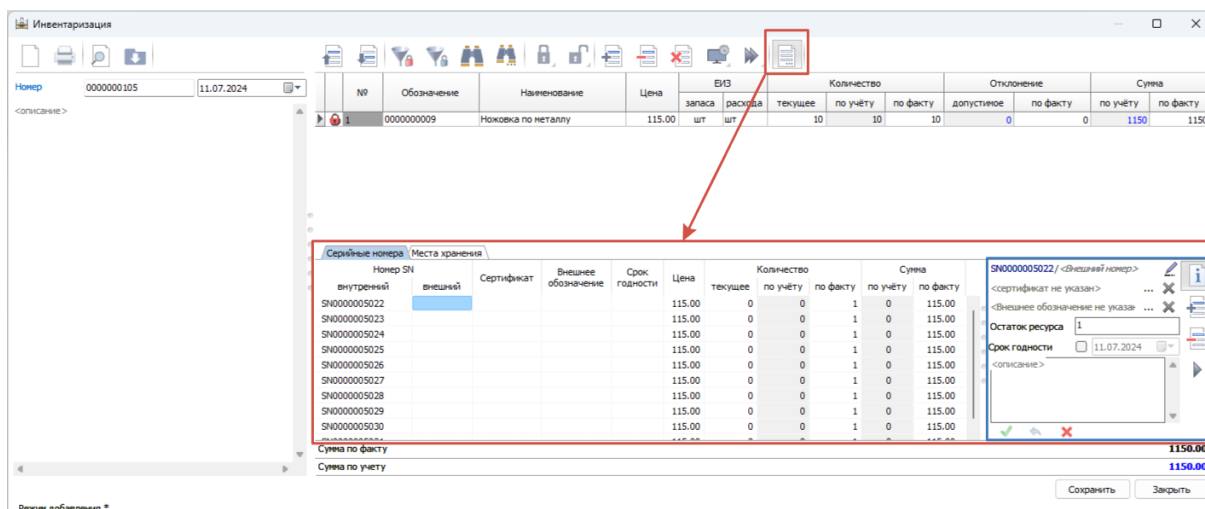 Инвентаризация
Номер 0000000105 11.07.2024
<описание>
№ Обозначение Наименование Цена ЕИЗ Количество Отклонение Сумма
запаса расхода текущее по учёту по факту допустимое по факту по учёту по факту
1 0000000009 Ножовка по металлу 115.00 шт шт 10 10 10 0 0 1150 1150
Серийные номера Места хранения
Номер SN Сертификат Внешнее обозначение Срок годности Цена Количество Сумма
внутренний внешний текущее по учёту по факту по учёту по факту
SN0000005022 115.00 0 0 1 0 115.00
SN0000005023 115.00 0 0 1 0 115.00
SN0000005024 115.00 0 0 1 0 115.00
SN0000005025 115.00 0 0 1 0 115.00
SN0000005026 115.00 0 0 1 0 115.00
SN0000005027 115.00 0 0 1 0 115.00
SN0000005028 115.00 0 0 1 0 115.00
SN0000005029 115.00 0 0 1 0 115.00
SN0000005030 115.00 0 0 1 0 115.00
SN0000005022/<Внешний номер>
<сертификат не указан> ...
<Внешнее обозначение не указан ...
Остаток ресурса 1
Срок годности 11.07.2024
<описание>
Сумма по факту 1150.00
Сумма по учету 1150.00
Сохранить Закрыть
Режим добавления *